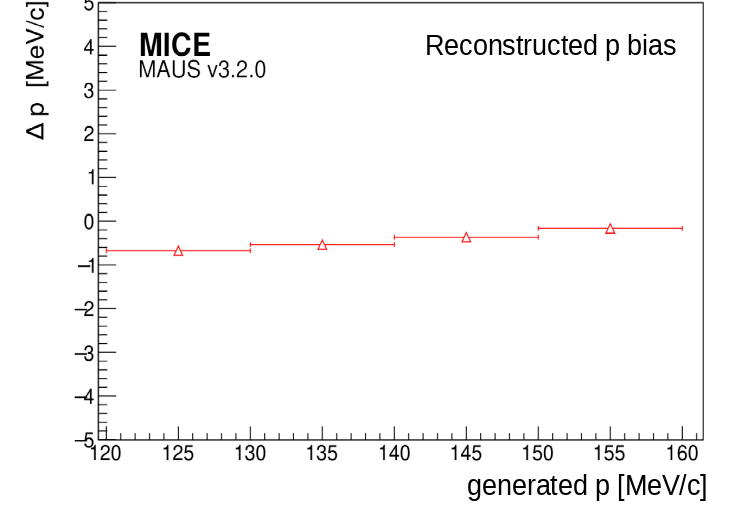 5
Δ p [MeV/c]
MICE
MAUS v3.2.0
Reconstructed p bias
4
3
2
1
0
−1
−2
−3
−4
−5
120 125 130 135 140 145 150 155 160
generated p [MeV/c]